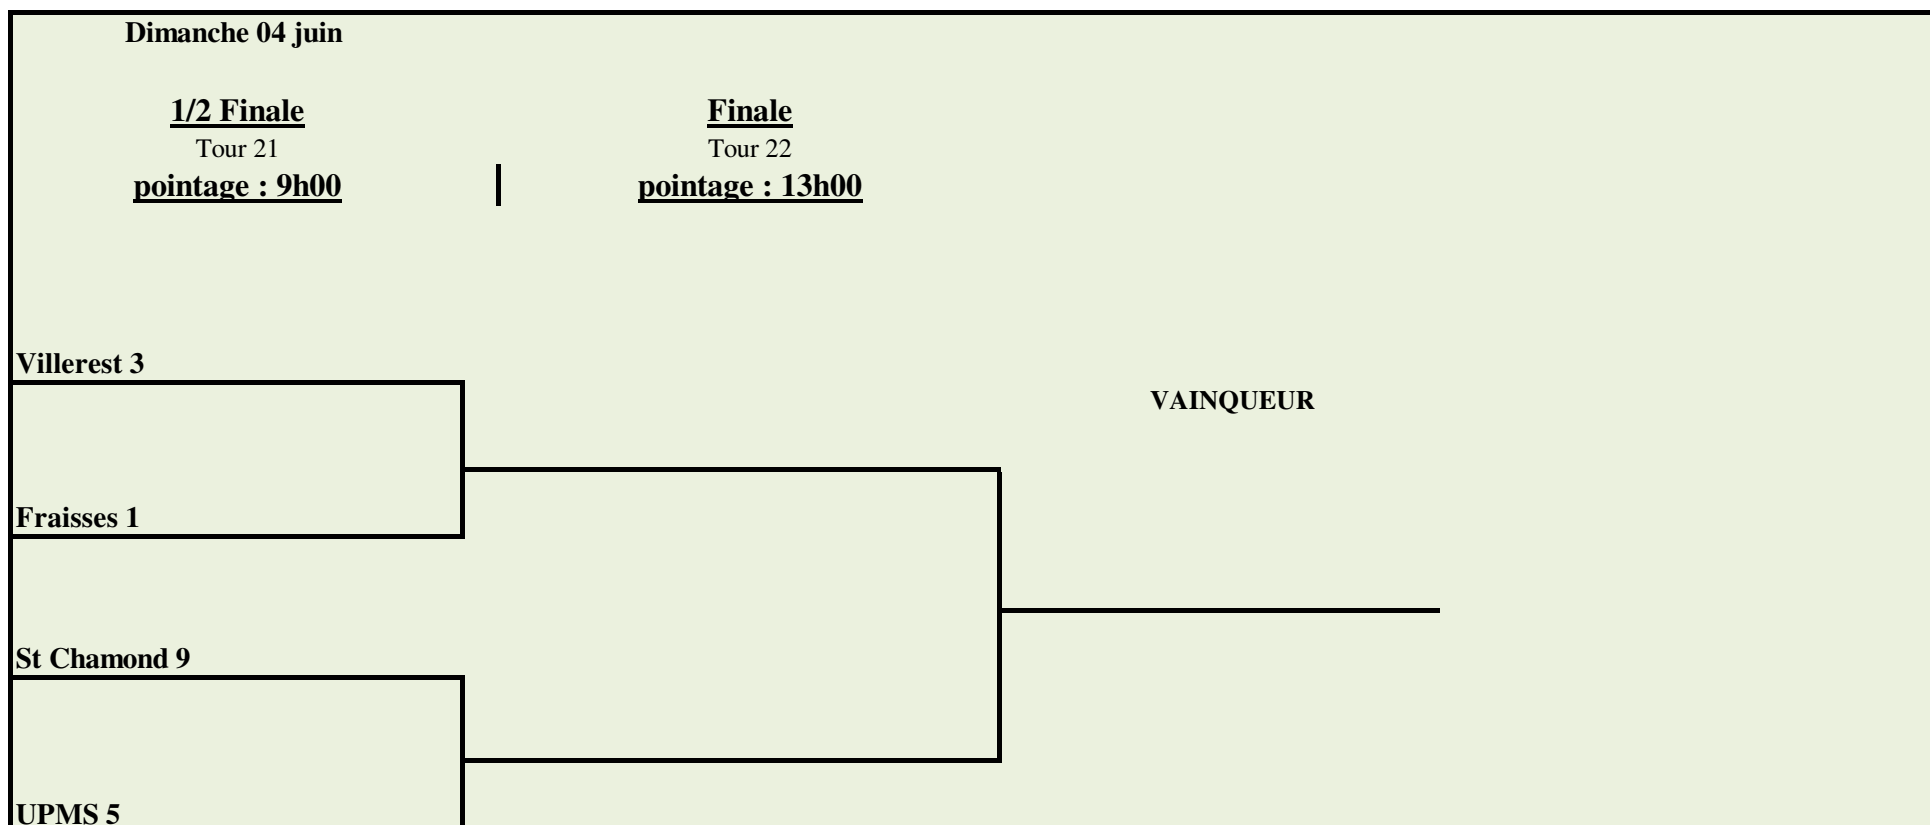 Dimanche 04 juin
1/2 Finale
Finale
Tour 21
Tour 22
pointage : 9h00
pointage : 13h00
Villerest 3
VAINQUEUR
Fraisses 1
St Chamond 9
UPMS 5